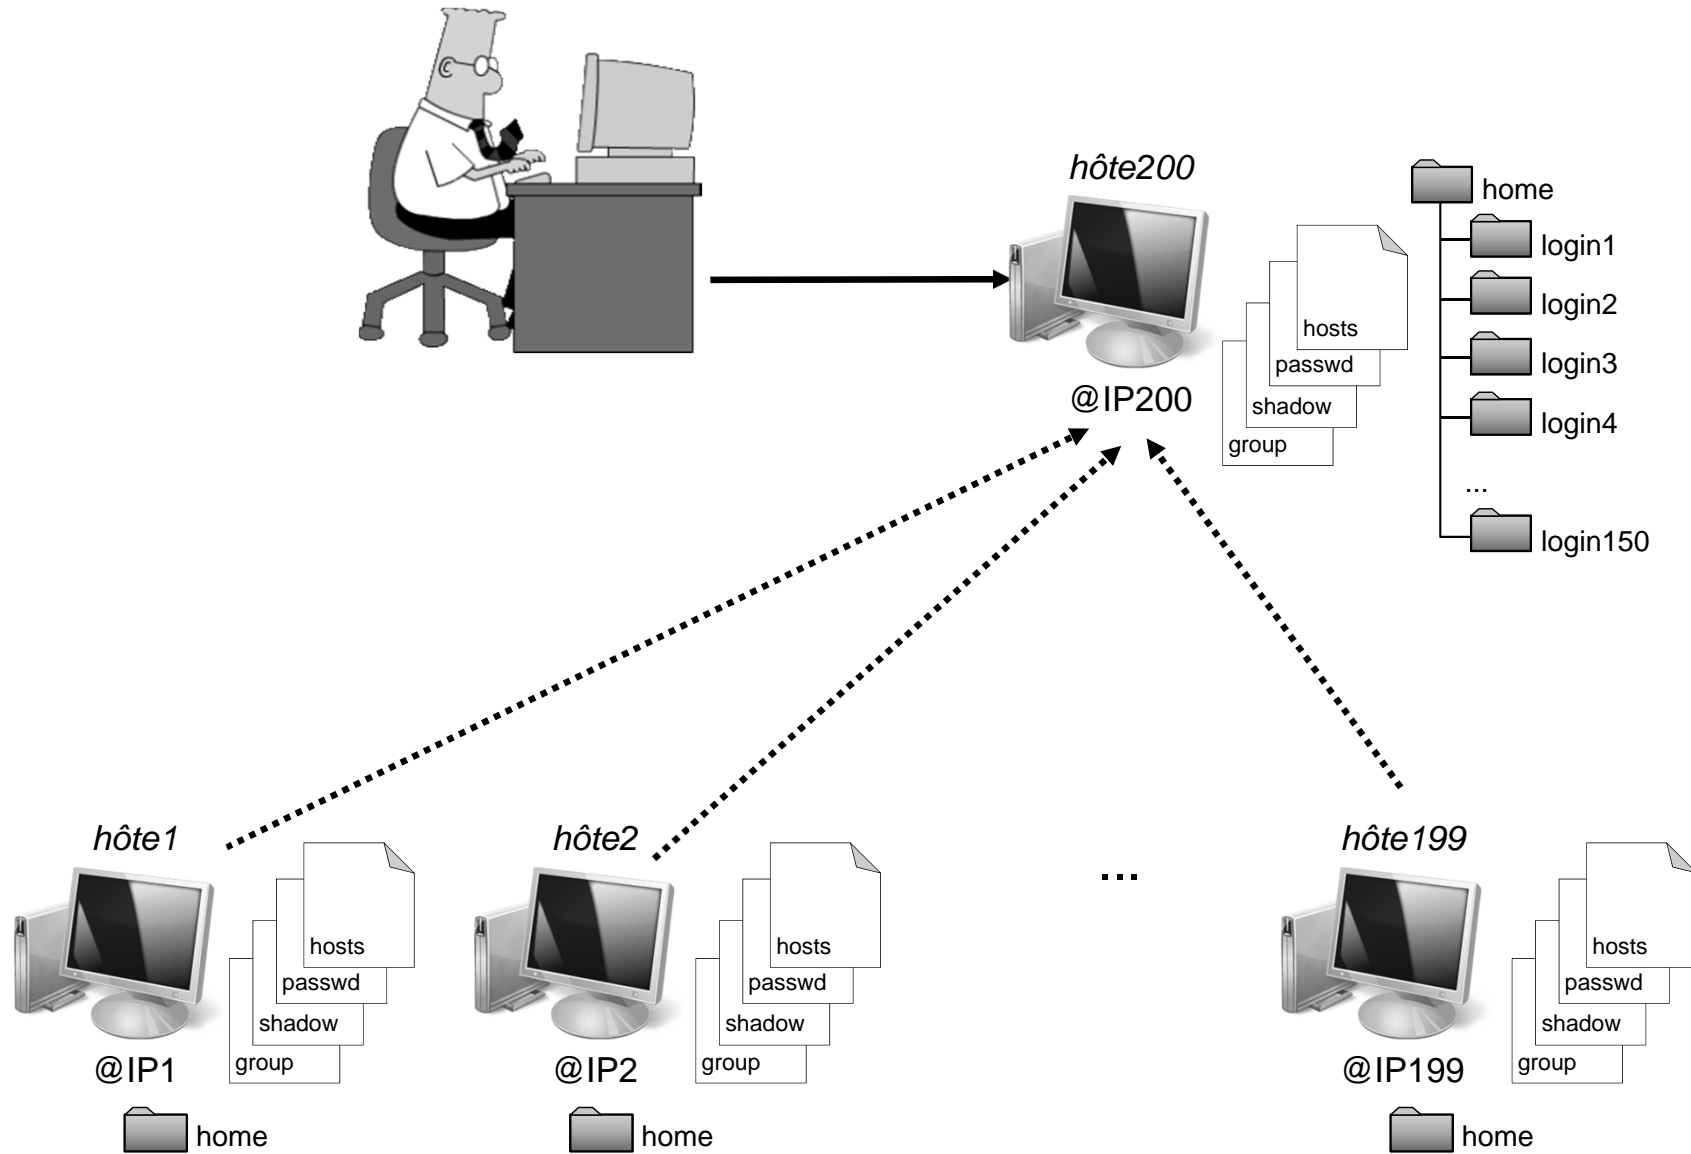 hôte200
@IP200
hosts
passwd
shadow
group
home
login1
login2
login3
login4
...
login150
hôte1
@IP1
hosts
passwd
shadow
group
home
hôte2
@IP2
hosts
passwd
shadow
group
home
...
hôte199
@IP199
hosts
passwd
shadow
group
home